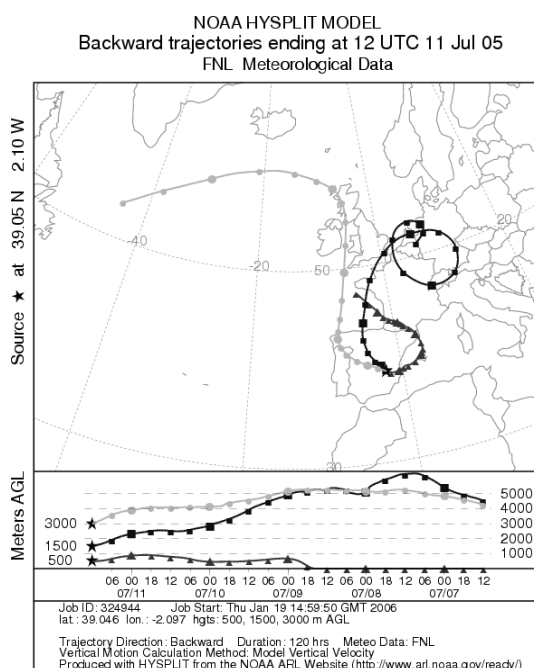 NOAA HYSPLIT MODEL
Backward trajectories ending at 12 UTC 11 Jul 05
FNL Meteorological Data
Source ★ at 39.05 N 2.10 W
-40
-20
50
20
30
Meters AGL
3000
1500
500
5000
4000
3000
2000
1000
06 00 18 12 06 00 18 12 06 00 18 12 06 00 18 12 06 00 18 12
07/11 07/10 07/09 07/08 07/07
Job ID: 324944 Job Start: Thu Jan 19 14:59:50 GMT 2006
lat.: 39.046 lon.: -2.097 hgts: 500, 1500, 3000 m AGL
Trajectory Direction: Backward Duration: 120 hrs Meteo Data: FNL
Vertical Motion Calculation Method: Model Vertical Velocity
Produced with HYSPLIT from the NOAA ARL Website (http://www.arl.noaa.gov/ready/)